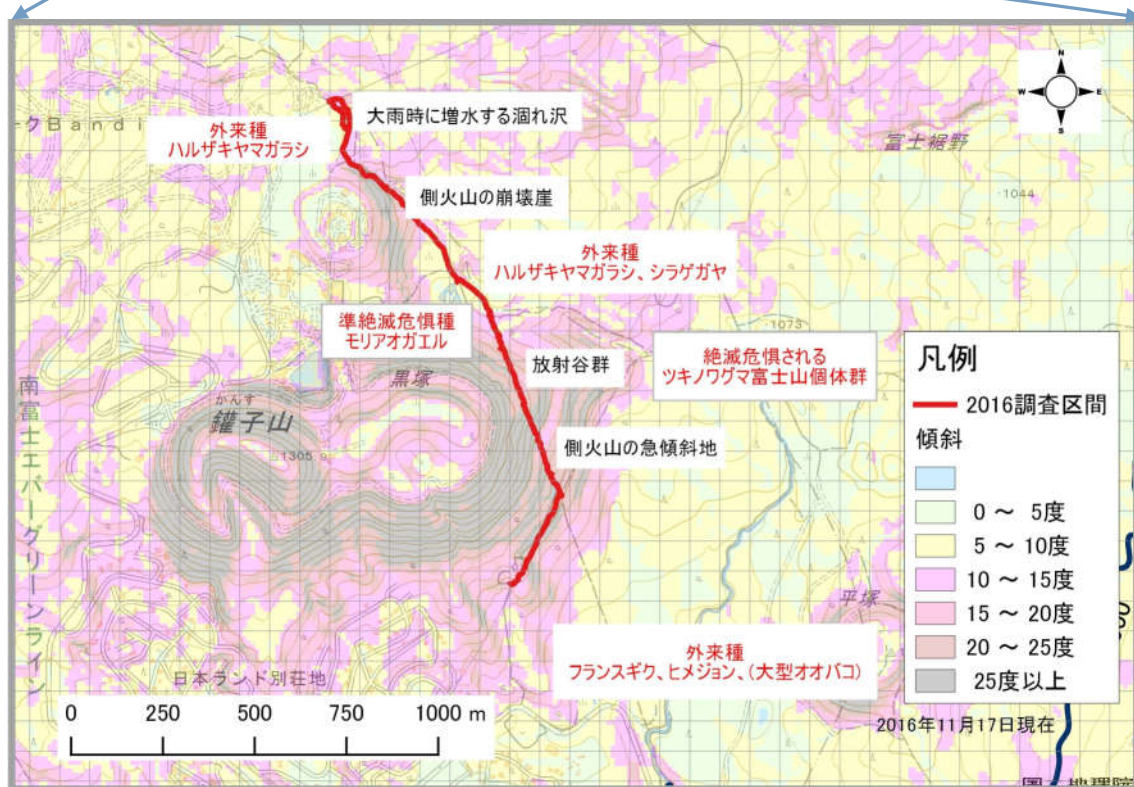 クBandi
外来種
ハルザキヤマガラシ
大雨時に増水する涸れ沢
N
W
E
S
富士裾野
・1044
側火山の崩壊崖
外来種
ハルザキヤマガラシ、シラゲガヤ
準絶滅危惧種
モリアオガエル
・1073
絶滅危惧される
ツキノワグマ富士山個体群
放射谷群
黒塚
かんす
鑵子山
1305
側火山の急傾斜地
南富士エバーグリーンライン
平塚
外来種
フランスギク、ヒメジョン、(大型オオバコ)
日本ランド別荘地
0 250 500 750 1000 m
凡例
2016調査区間
傾斜
0 ～ 5度
5 ～ 10度
10 ～ 15度
15 ～ 20度
20 ～ 25度
25度以上
2016年11月17日現在